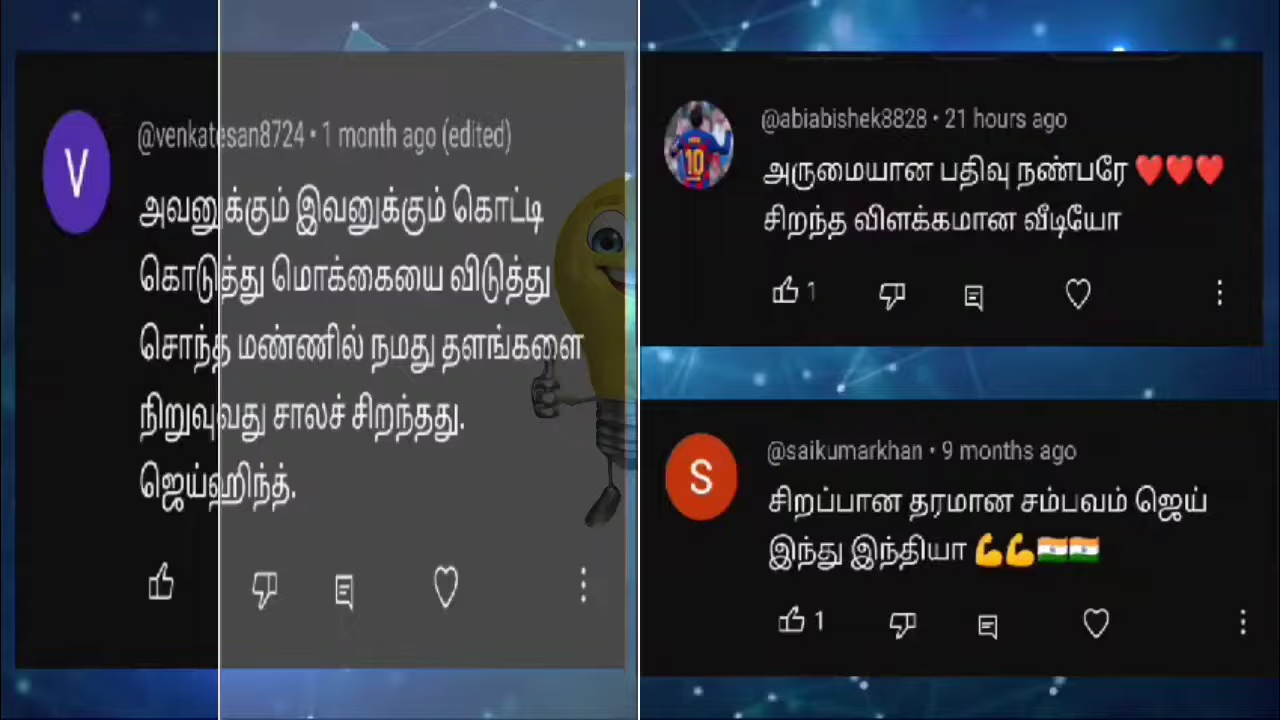 V
@venkatesan8724 • 1 month ago (edited)
அவனுக்கும் இவனுக்கும் கொட்டி
கொடுத்து மொக்கையை விடுத்து
சொந்த மண்ணில் நமது தளங்களை
நிறுவுவது சாலச் சிறந்தது.
ஜெய்ஹிந்த்.
10
@abiabishek8828 • 21 hours ago
அருமையான பதிவு நண்பரே ❤️❤️❤️
சிறந்த விளக்கமான வீடியோ
1
S
@saikumarkhan • 9 months ago
சிறப்பான தரமான சம்பவம் ஜெய்
இந்து இந்தியா 💪💪🇮🇳🇮🇳
1